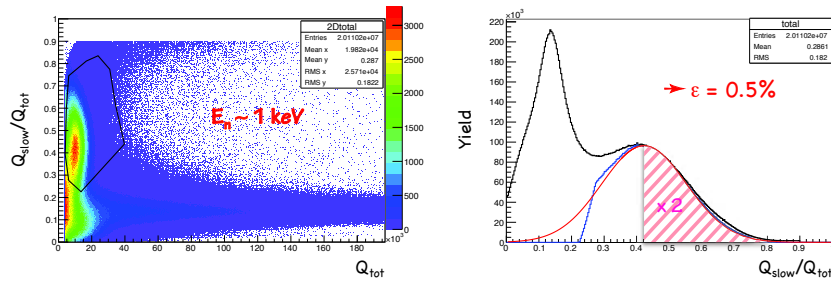 2Dtotal
Entries 2.01102e+07
Mean x 1.982e+04
Mean y 0.287
RMS x 2.571e+04
RMS y 0.1822
1
0.9
0.8
0.7
0.6
0.5
0.4
0.3
0.2
0.1
0
Q_slow/Q_tot
E_n ~ 1 keV
0 20 40 60 80 100 120 140 160 180
×10³
Q_tot
3000
2500
2000
1500
1000
500
0
×10³
total
Entries 2.01102e+07
Mean 0.2861
RMS 0.182
220
200
180
160
140
120
100
80
60
40
20
0
Yield
ε = 0.5%
x 2
0 0.1 0.2 0.3 0.4 0.5 0.6 0.7 0.8 0.9
Q_slow/Q_tot